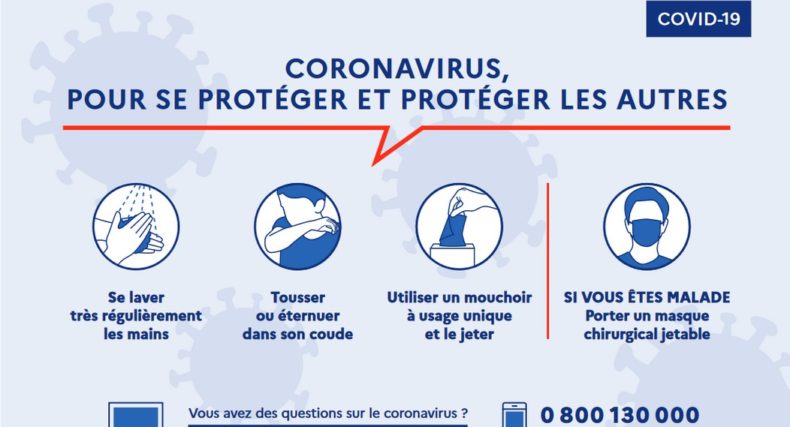 COVID-19
CORONAVIRUS,
POUR SE PROTÉGER ET PROTÉGER LES AUTRES
Se laver
très régulièrement
les mains
Tousser
ou éternuer
dans son coude
Utiliser un mouchoir
à usage unique
et le jeter
SI VOUS ÊTES MALADE
Porter un masque
chirurgical jetable
Vous avez des questions sur le coronavirus ?
0 800 130 000